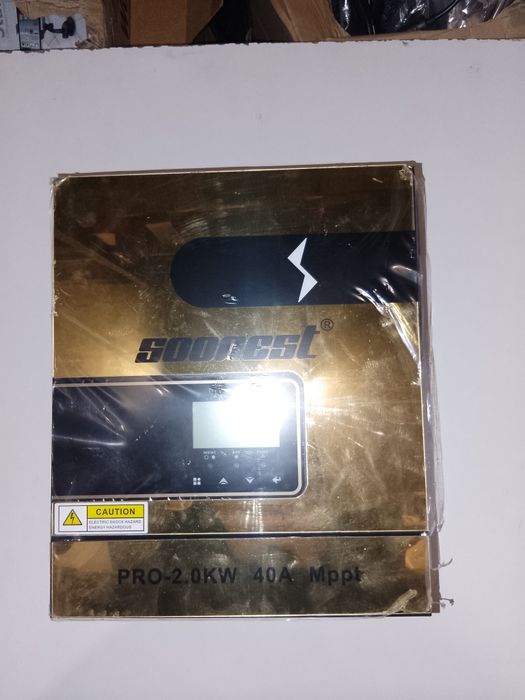 soonest®
CAUTION
ELECTRIC SHOCK HAZARD
ENERGY HAZARDOUS
PRO-2.0KW 40A Mppt